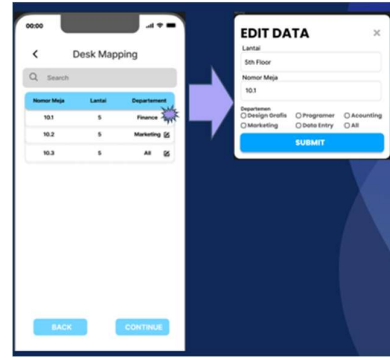 00:00
Desk Mapping
Search
Nomor Meja Lantai Departement
10.1 5 Finance
10.2 5 Marketing
10.3 5 All
BACK CONTINUE
EDIT DATA
Lantai
5th Floor
Nomor Meja
10.1
Departemen
Design Grafis Programer Acounting
Marketing Data Entry All
SUBMIT